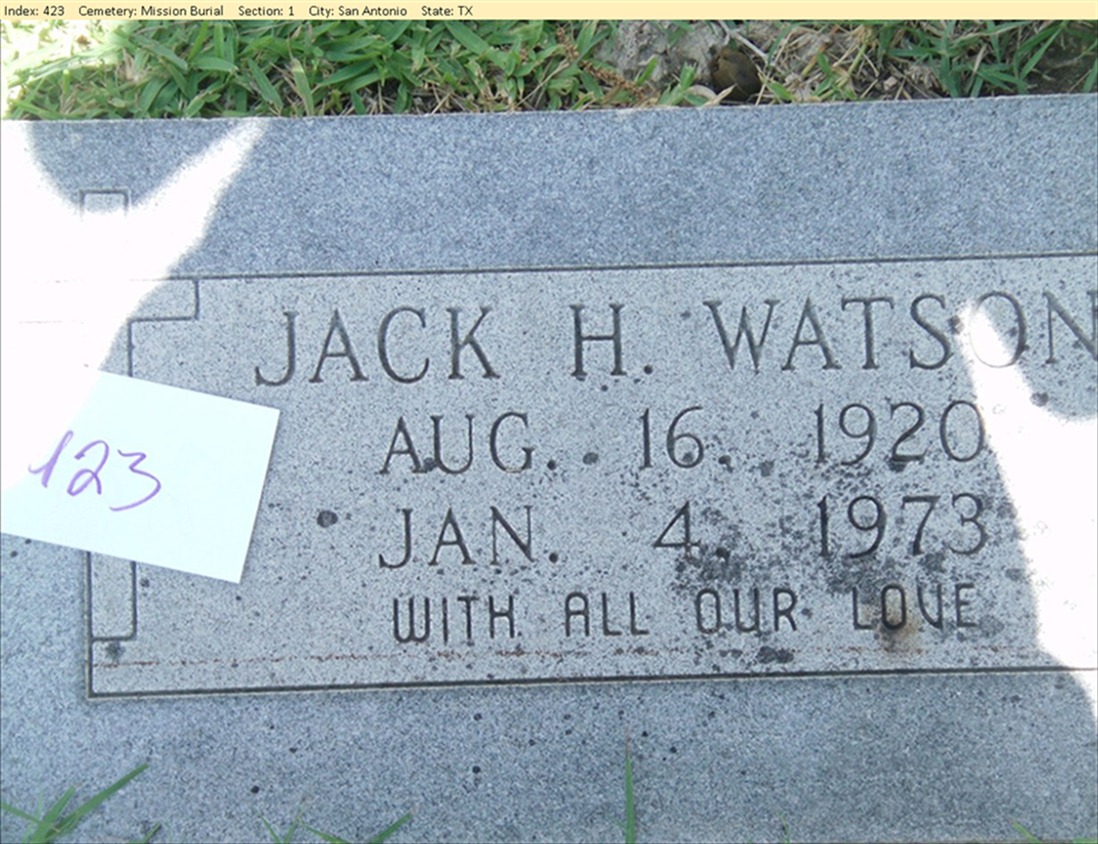 Index: 423 Cemetery: Mission Burial Section: 1 City: San Antonio State: TX
JACK H. WATSON
AUG. 16. 1920
JAN. 4, 1973
WITH ALL OUR LOVE
123